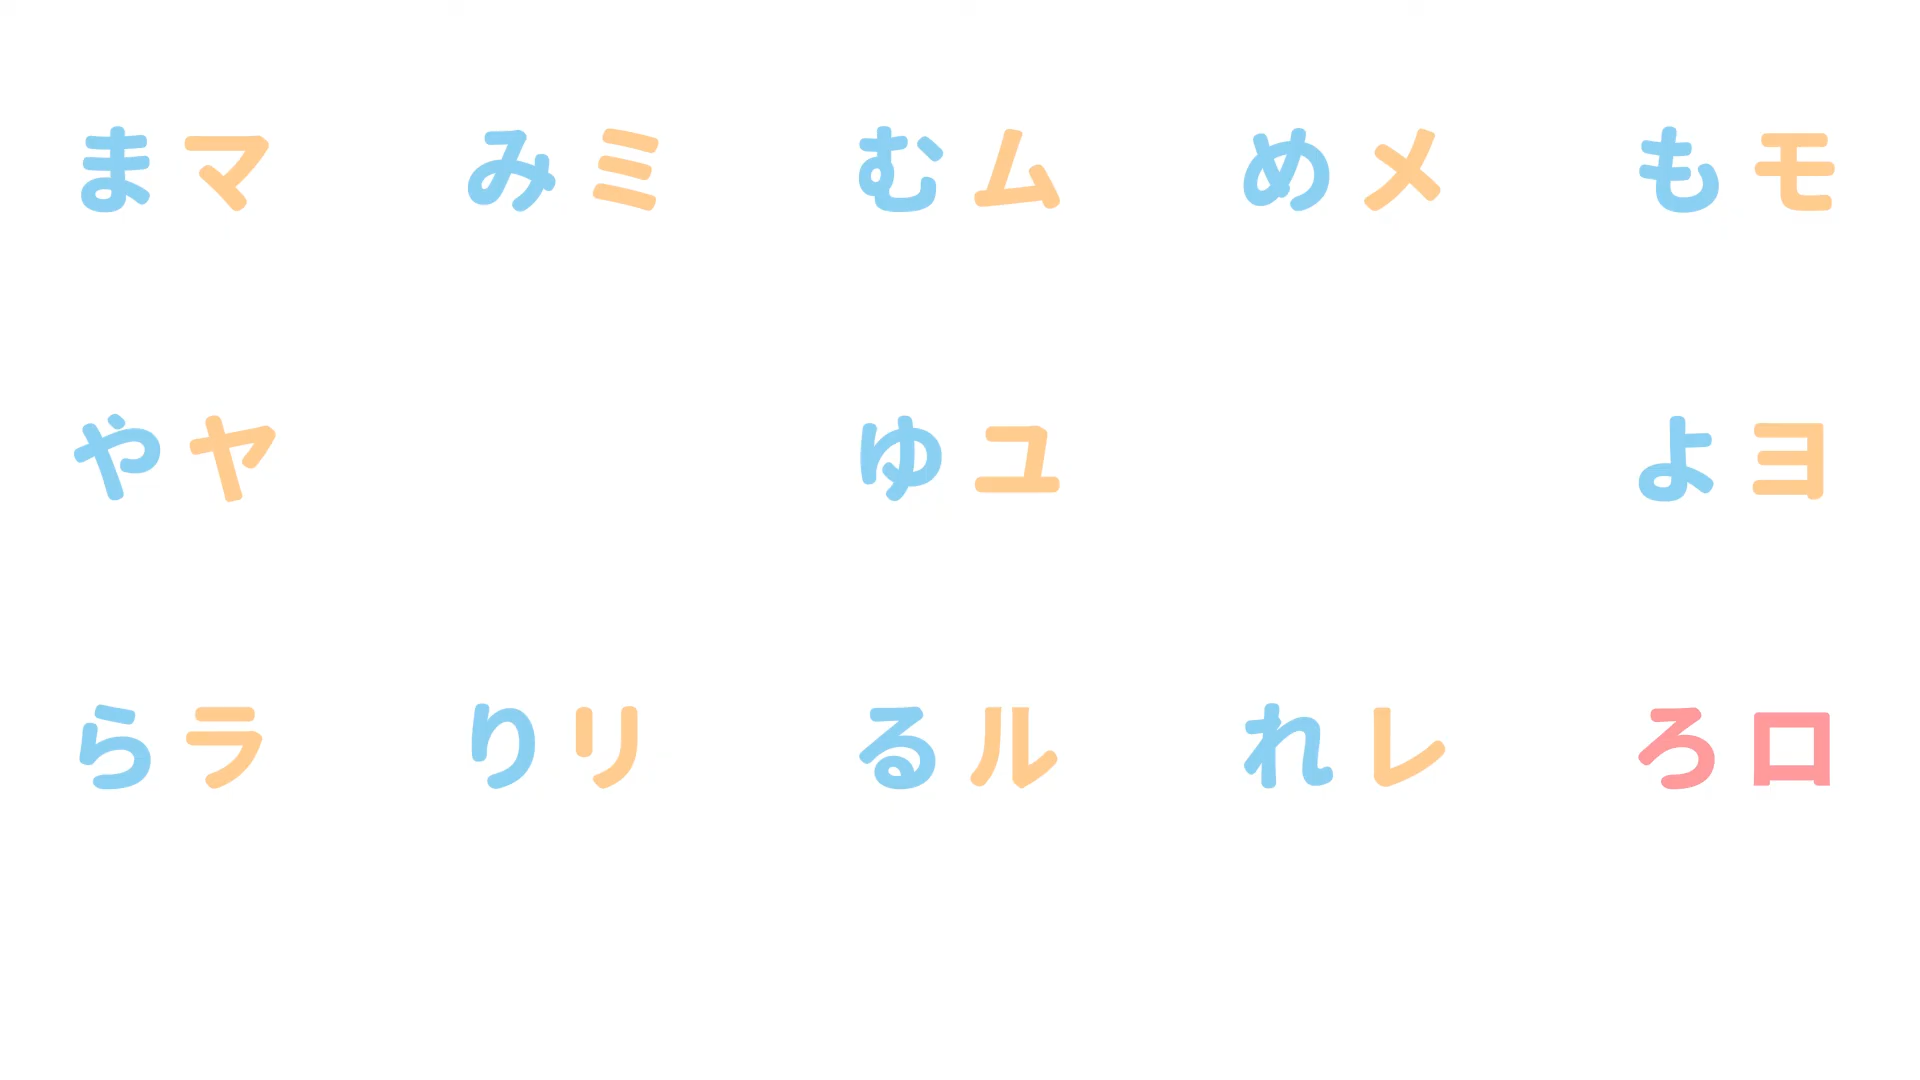 まマ みミ むム めメ もモ
やヤ ゆユ よヨ
らラ りリ るル れレ ろロ